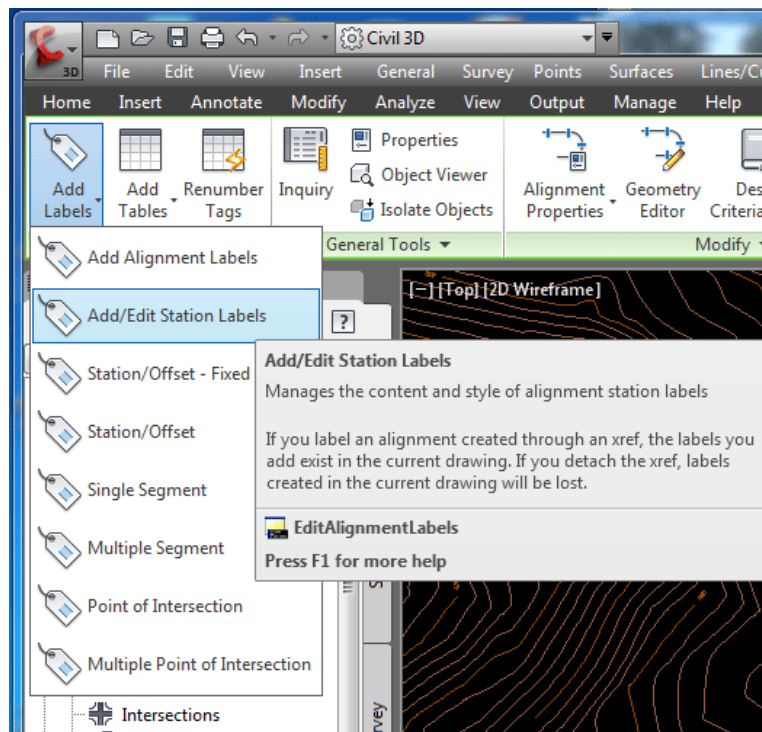 3D
Civil 3D
File Edit View Insert General Survey Points Surfaces
Home Insert Annotate Modify Analyze View Output Manage Help
Add Labels
Add Tables
Renumber Tags
Inquiry
Properties
Object Viewer
Isolate Objects
Alignment Properties
Geometry Editor
General Tools
Modify
Add Alignment Labels
Add/Edit Station Labels
Station/Offset - Fixed
Station/Offset
Single Segment
Multiple Segment
Point of Intersection
Multiple Point of Intersection
?
[−][Top][2D Wireframe]
Add/Edit Station Labels
Manages the content and style of alignment station labels
If you label an alignment created through an xref, the labels you
add exist in the current drawing. If you detach the xref, labels
created in the current drawing will be lost.
EditAlignmentLabels
Press F1 for more help
Intersections